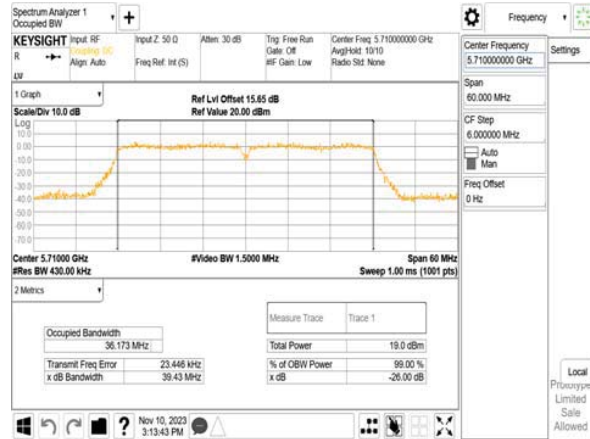 Spectrum Analyzer 1
Occupied BW
+
Frequency
KEYSIGHT
R
Input: RF
Coupling: DC
Align: Auto
Input Z: 50 Ω
Freq Ref: Int (S)
Atten: 30 dB
Trig: Free Run
Gate: Off
#IF Gain: Low
Center Freq: 5.710000000 GHz
Avg|Hold: 10/10
Radio Std: None
Center Frequency
5.710000000 GHz
Settings
Span
60.000 MHz
CF Step
6.000000 MHz
Auto
Man
Freq Offset
0 Hz
1 Graph
Scale/Div 10.0 dB
Ref Lvl Offset 15.65 dB
Ref Value 20.00 dBm
Log
10.0
0.00
-10.0
-20.0
-30.0
-40.0
-50.0
-60.0
-70.0
Center 5.71000 GHz
#Res BW 430.00 kHz
#Video BW 1.5000 MHz
Span 60 MHz
Sweep 1.00 ms (1001 pts)
2 Metrics
Measure Trace
Trace 1
Occupied Bandwidth
36.173 MHz
Total Power
19.0 dBm
Transmit Freq Error
23.446 kHz
% of OBW Power
99.00 %
x dB Bandwidth
39.43 MHz
x dB
-26.00 dB
Local
Prototype
Limited
Sale
Allowed
?
Nov 10, 2023
3:13:43 PM